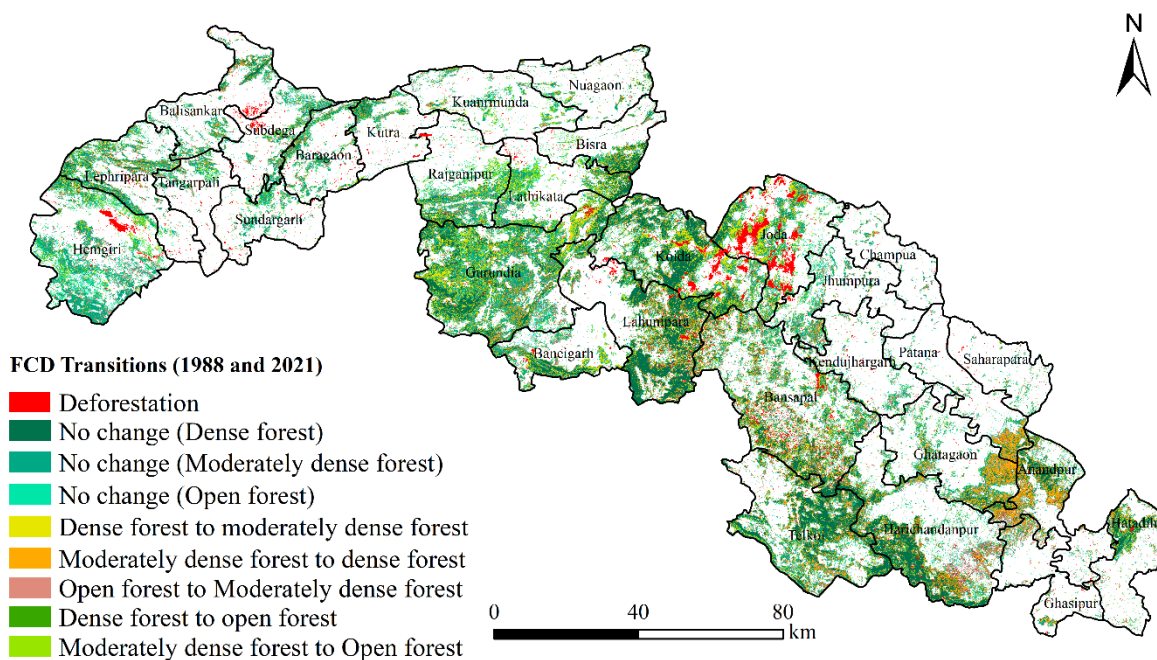 N
Nuagaon
Kuanrmunda
Balisankar
Subdega
Kutra
Bisra
Baragaon
Lephripara
Tangarpali
Rajganipur
Lathikata
Sundargarh
Joda
Hemgiri
Koida
Champua
Gurundia
Jhumpura
Lahunipara
Patana
Saharapara
Baneigarh
Kendujhargarh
FCD Transitions (1988 and 2021)
Bansapal
Deforestation
No change (Dense forest)
Ghatagaon
No change (Moderately dense forest)
Anandpur
No change (Open forest)
Hatadihi
Dense forest to moderately dense forest
Telkoi
Harichandanpur
Moderately dense forest to dense forest
Open forest to Moderately dense forest
Ghasipur
0 40 80
Dense forest to open forest
km
Moderately dense forest to Open forest